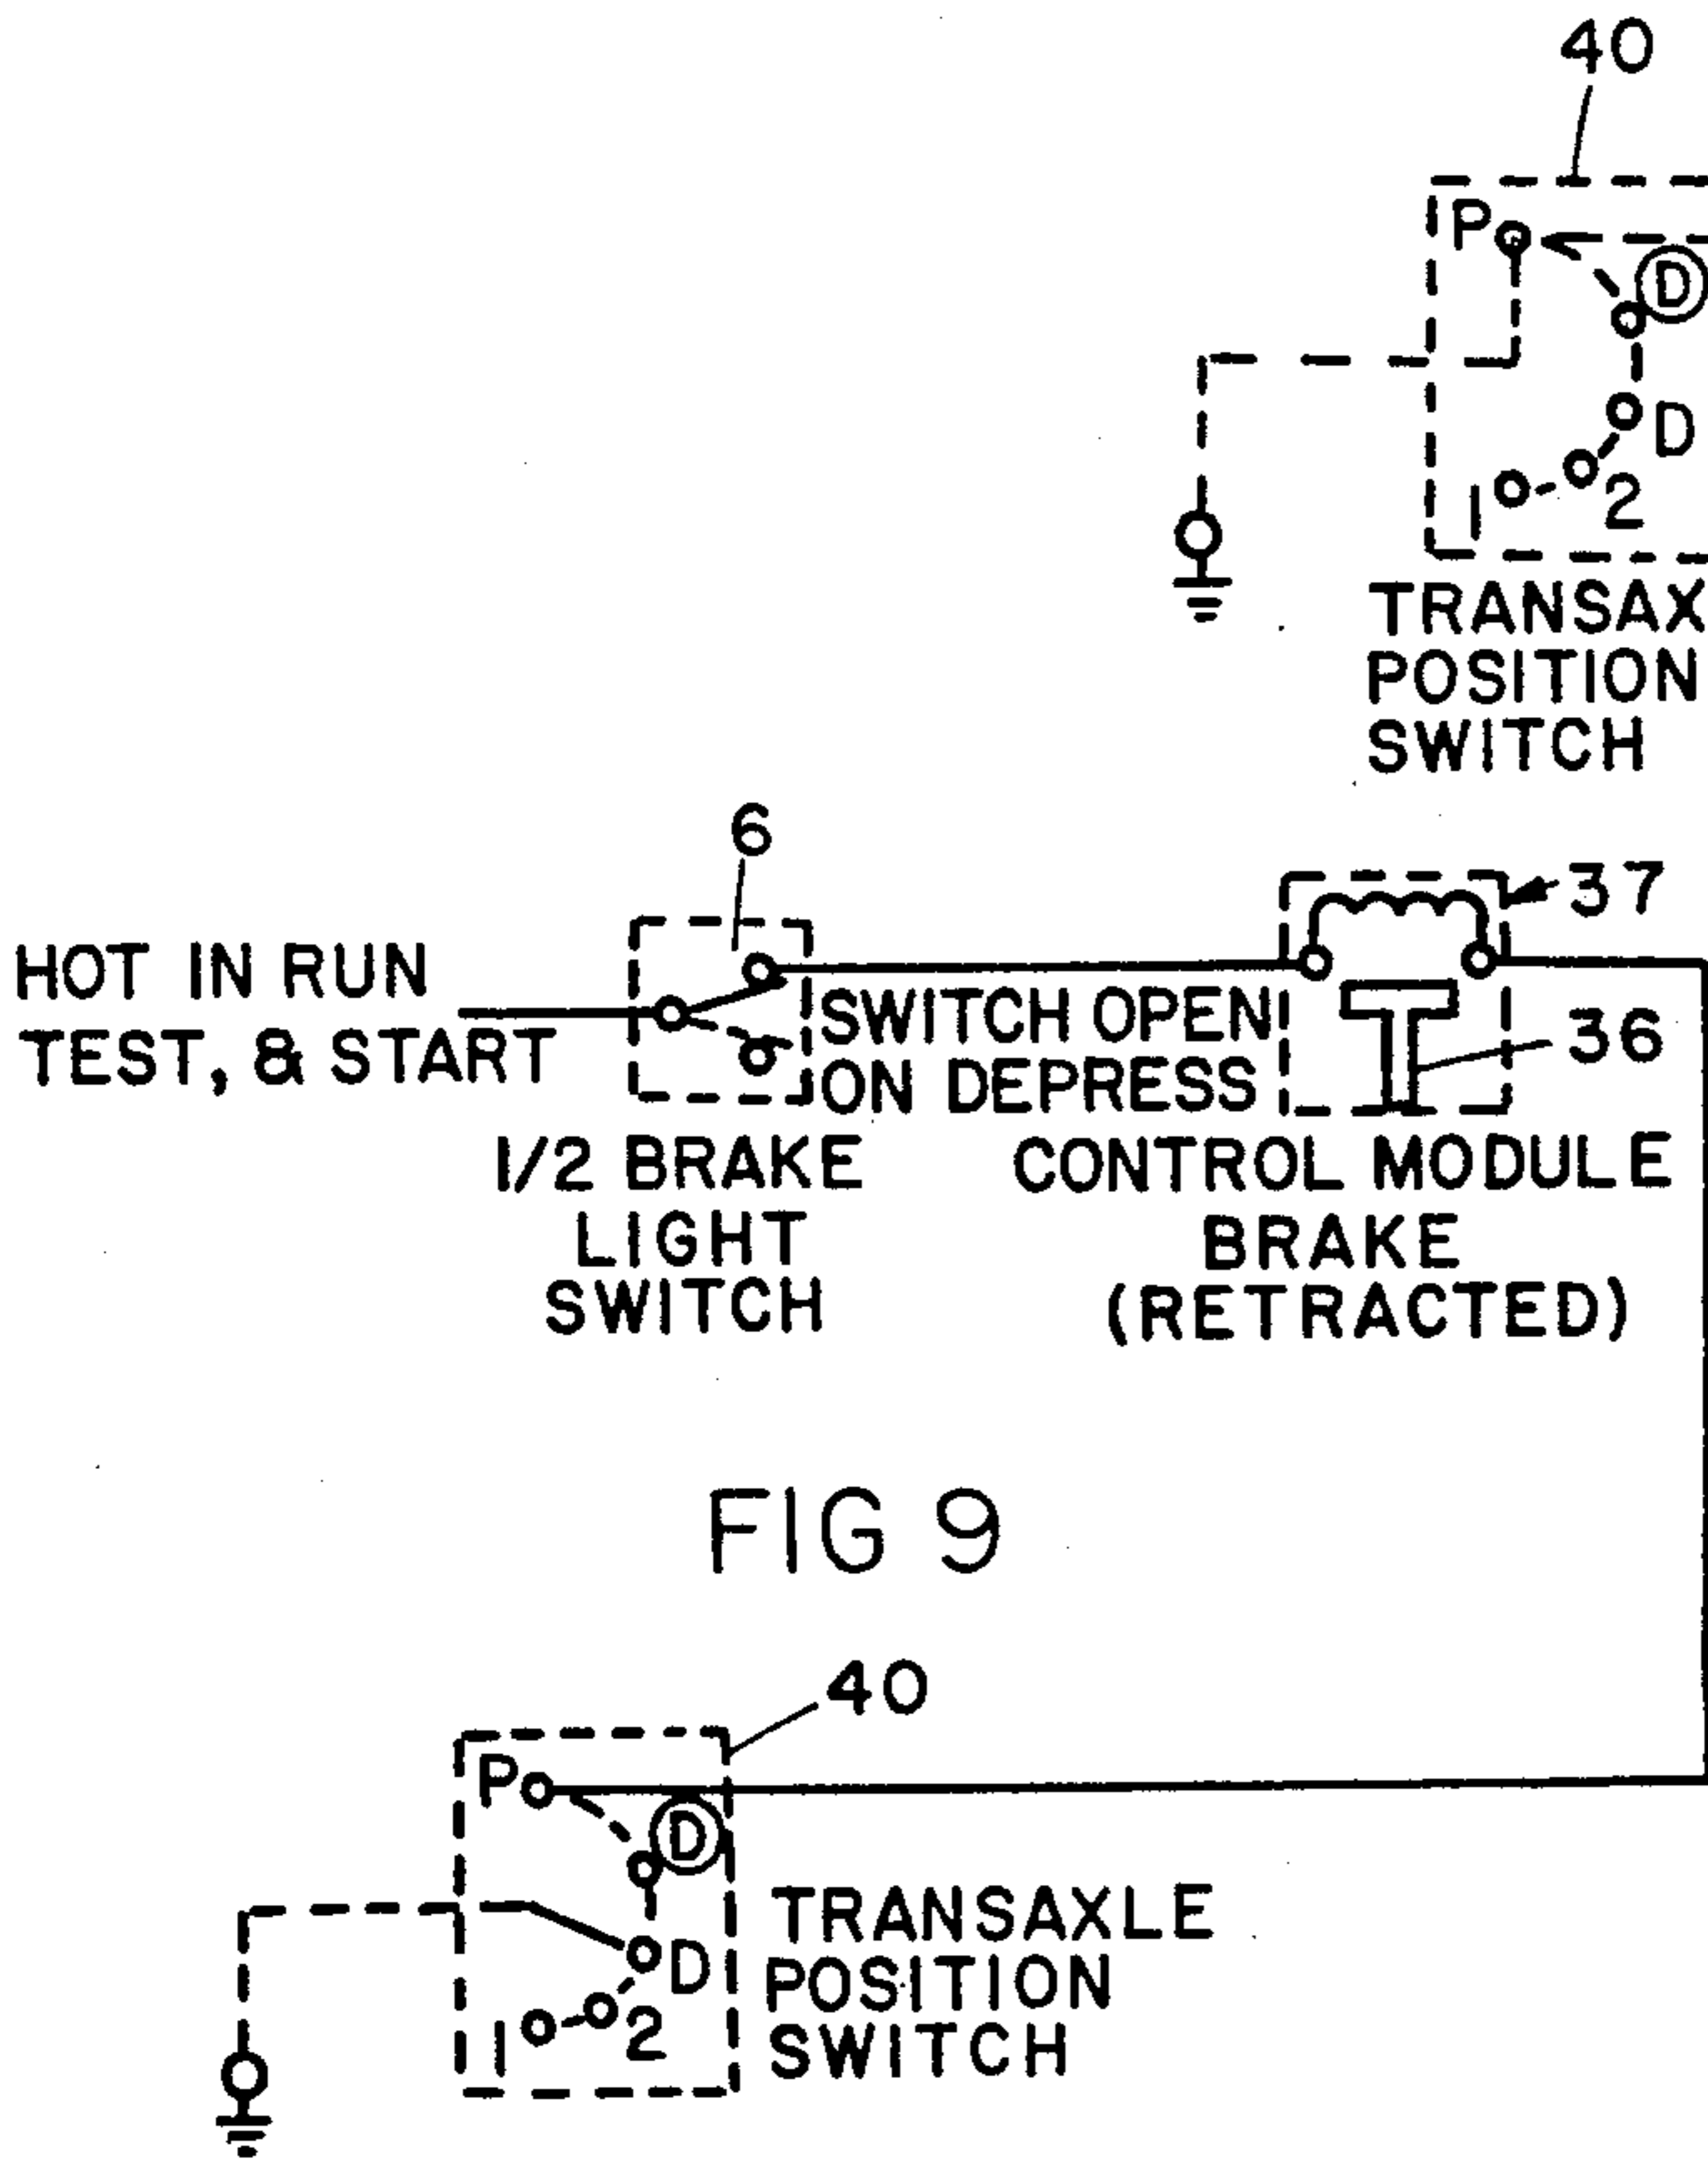 40
P
D
D
2
1
TRANSAX
POSITION
SWITCH
6
37
HOT IN RUN
TEST, & START
SWITCH OPEN
ON DEPRESS
36
1/2 BRAKE
LIGHT
SWITCH
CONTROL MODULE
BRAKE
(RETRACTED)
FIG 9
40
P
D
D
2
1
TRANSAXLE
POSITION
SWITCH